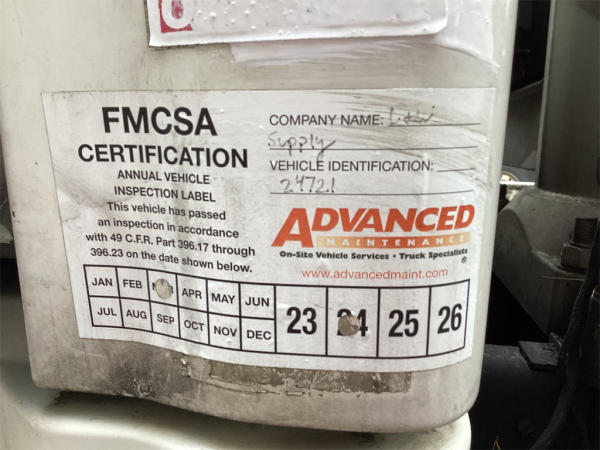 FMCSA
CERTIFICATION
ANNUAL VEHICLE
INSPECTION LABEL
This vehicle has passed
an inspection in accordance
with 49 C.F.R. Part 396.17 through
396.23 on the date shown below.
COMPANY NAME:
Supply
VEHICLE IDENTIFICATION:
24721
ADVANCED
MAINTENANCE
On-Site Vehicle Services • Truck Specialists
®
www.advancedmaint.com
JAN FEB APR MAY JUN
JUL AUG SEP OCT NOV DEC
23 24 25 26